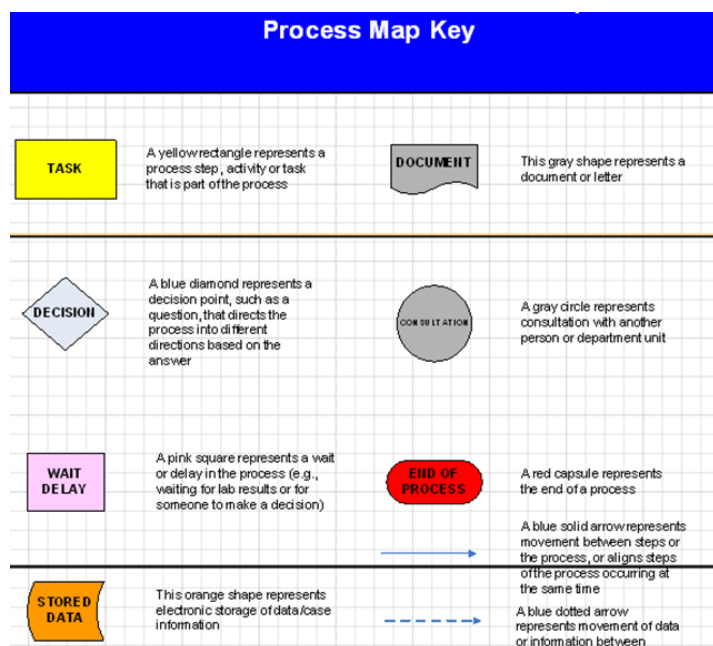 Process Map Key
TASK
A yellow rectangle represents a
process step, activity or task
that is part of the process
DOCUMENT
This gray shape represents a
document or letter
DECISION
A blue diamond represents a
decision point, such as a
question, that directs the
process into different
directions based on the
answer
CONSULTATION
A gray circle represents
consultation with another
person or department unit
WAIT
DELAY
A pink square represents a wait
or delay in the process (e.g.,
waiting for lab results or for
someone to make a decision)
END OF
PROCESS
A red capsule represents
the end of a process
A blue solid arrow represents
movement between steps or
the process, or aligns steps
of the process occurring at
the same time
STORED
DATA
This orange shape represents
electronic storage of data/case
information
A blue dotted arrow
represents movement of data
or information between